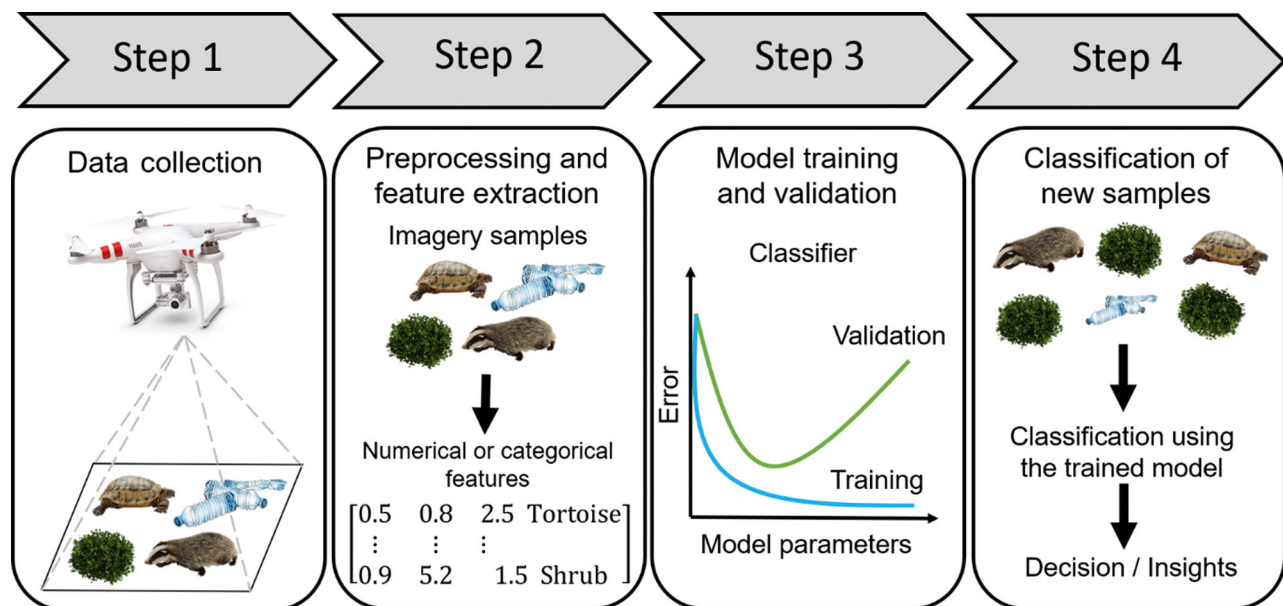 Step 1
Step 2
Step 3
Step 4
Data collection
Preprocessing and
feature extraction
Imagery samples
Numerical or categorical
features
0.5 0.8 2.5 Tortoise
⋮ ⋮ ⋮
0.9 5.2 1.5 Shrub
Model training
and validation
Classifier
Validation
Training
Error
Model parameters
Classification of
new samples
Classification using
the trained model
Decision / Insights